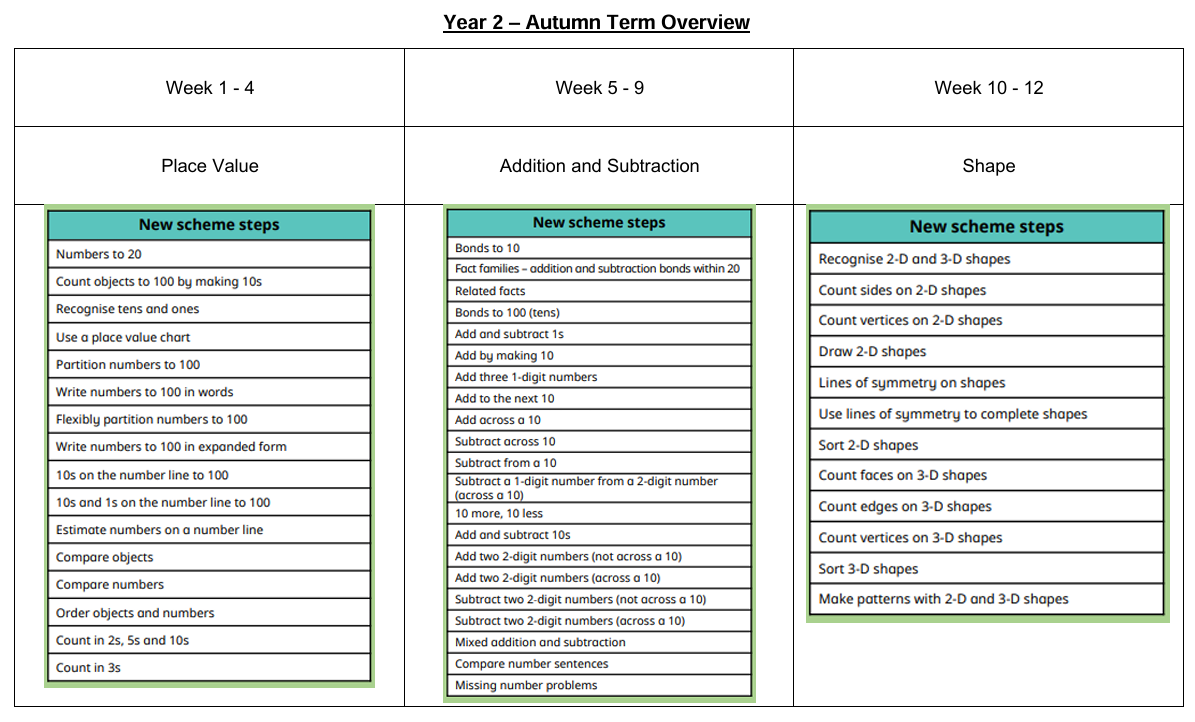 Year 2 – Autumn Term Overview
Week 1 - 4
Week 5 - 9
Week 10 - 12
Place Value
Addition and Subtraction
Shape
New scheme steps
Numbers to 20
Count objects to 100 by making 10s
Recognise tens and ones
Use a place value chart
Partition numbers to 100
Write numbers to 100 in words
Flexibly partition numbers to 100
Write numbers to 100 in expanded form
10s on the number line to 100
10s and 1s on the number line to 100
Estimate numbers on a number line
Compare objects
Compare numbers
Order objects and numbers
Count in 2s, 5s and 10s
Count in 3s
New scheme steps
Bonds to 10
Fact families – addition and subtraction bonds within 20
Related facts
Bonds to 100 (tens)
Add and subtract 1s
Add by making 10
Add three 1-digit numbers
Add to the next 10
Add across a 10
Subtract across 10
Subtract from a 10
Subtract a 1-digit number from a 2-digit number
(across a 10)
10 more, 10 less
Add and subtract 10s
Add two 2-digit numbers (not across a 10)
Add two 2-digit numbers (across a 10)
Subtract two 2-digit numbers (not across a 10)
Subtract two 2-digit numbers (across a 10)
Mixed addition and subtraction
Compare number sentences
Missing number problems
New scheme steps
Recognise 2-D and 3-D shapes
Count sides on 2-D shapes
Count vertices on 2-D shapes
Draw 2-D shapes
Lines of symmetry on shapes
Use lines of symmetry to complete shapes
Sort 2-D shapes
Count faces on 3-D shapes
Count edges on 3-D shapes
Count vertices on 3-D shapes
Sort 3-D shapes
Make patterns with 2-D and 3-D shapes